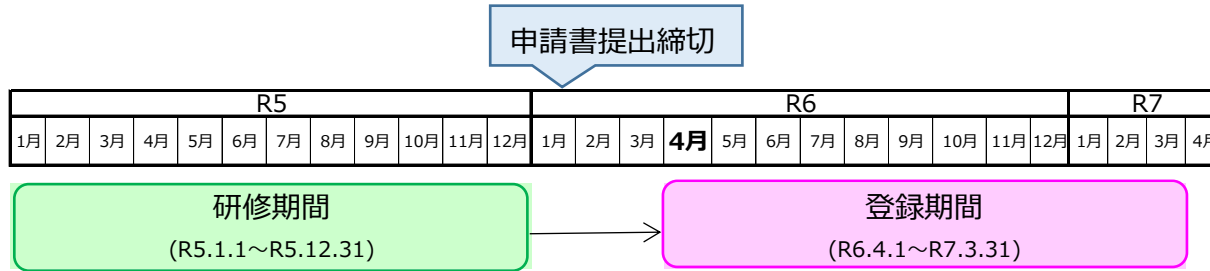 申請書提出締切
R5 R6 R7
1月 2月 3月 4月 5月 6月 7月 8月 9月 10月 11月 12月 1月 2月 3月 4月 5月 6月 7月 8月 9月 10月 11月 12月 1月 2月 3月 4月
研修期間 登録期間
(R5.1.1～R5.12.31) (R6.4.1～R7.3.31)